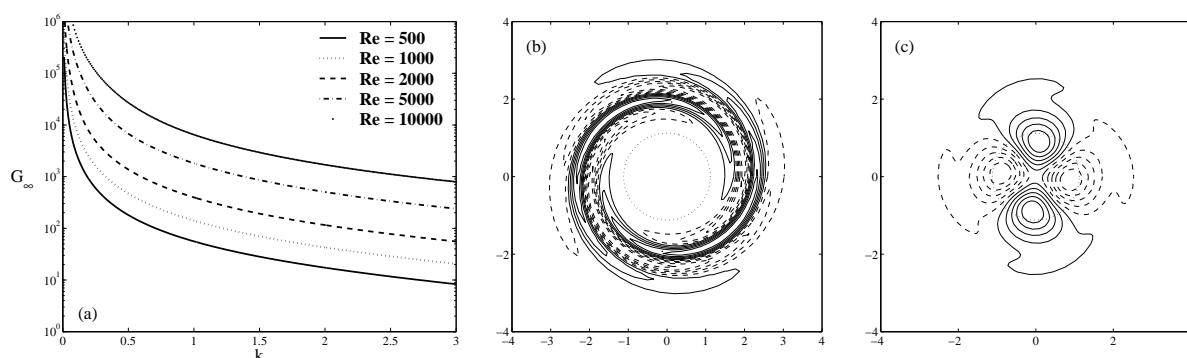 10^6
10^5
10^4
10^3
10^2
10^1
10^0
G_∞
0 0.5 1 1.5 2 2.5 3
k
(a)
Re = 500
Re = 1000
Re = 2000
Re = 5000
Re = 10000
(b)
4
2
0
−2
−4
−4 −3 −2 −1 0 1 2 3 4
(c)
4
2
0
−2
−4
−2 0 2 4